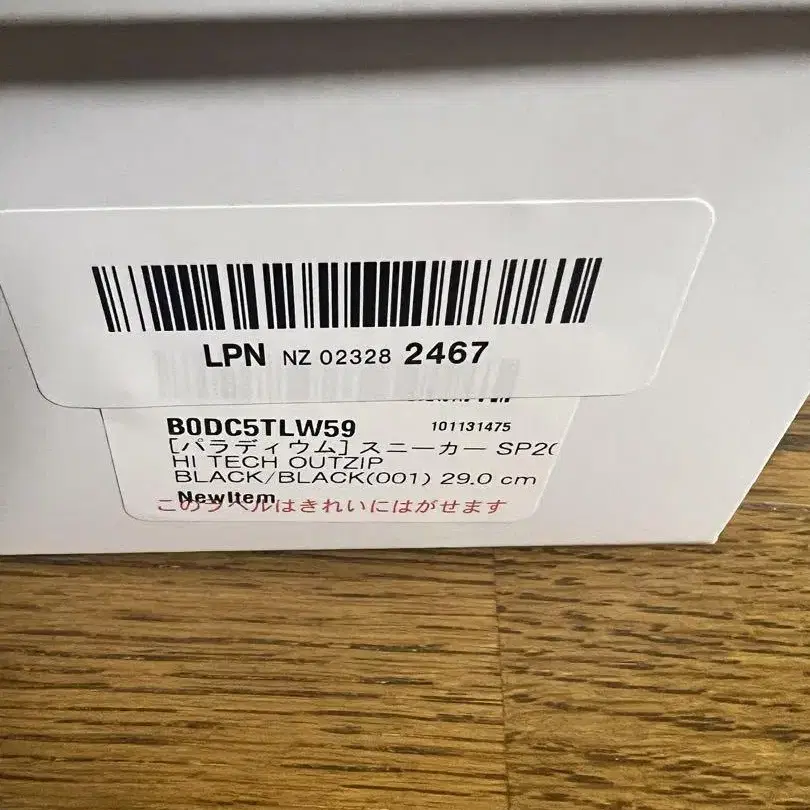 LPN NZ 02328 2467
B0DC5TLW59 101131475
[パラディウム] スニーカー SP20
HI TECH OUTZIP
BLACK/BLACK(001) 29.0 cm
NewItem
このラベルはきれいにはがせます